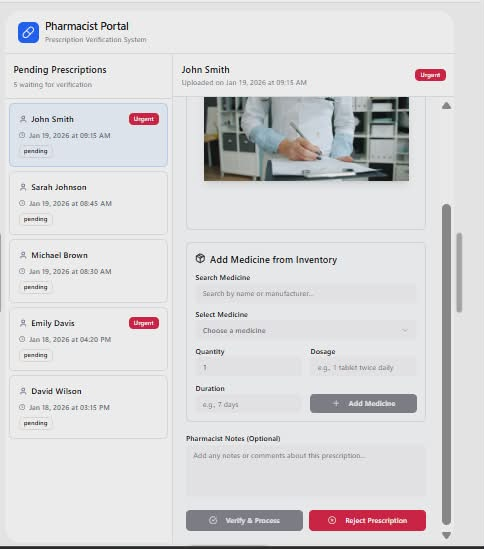 Pharmacist Portal
Prescription Verification System
Pending Prescriptions
5 waiting for verification
John Smith
Urgent
Jan 19, 2026 at 09:15 AM
pending
Sarah Johnson
Jan 19, 2026 at 08:45 AM
pending
Michael Brown
Jan 19, 2026 at 08:30 AM
pending
Emily Davis
Urgent
Jan 18, 2026 at 04:20 PM
pending
David Wilson
Jan 18, 2026 at 03:15 PM
pending
John Smith
Urgent
Uploaded on Jan 19, 2026 at 09:15 AM
Add Medicine from Inventory
Search Medicine
Search by name or manufacturer...
Select Medicine
Choose a medicine
Quantity
Dosage
1
e.g., 1 tablet twice daily
Duration
e.g., 7 days
Add Medicine
Pharmacist Notes (Optional)
Add any notes or comments about this prescription...
Verify & Process
Reject Prescription